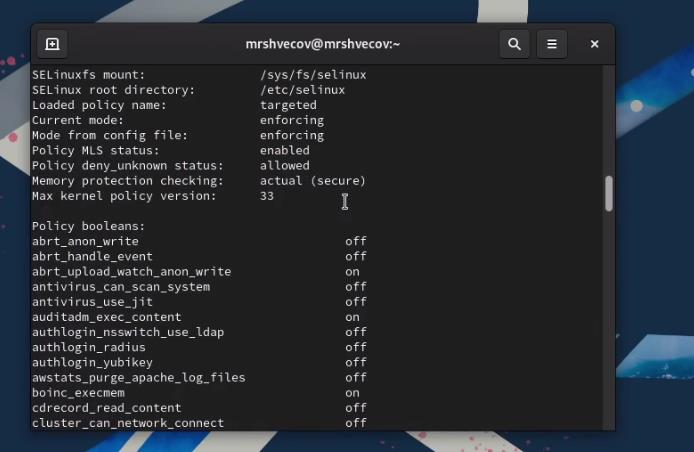 mrshvecov@mrshvecov:~
SELinuxfs mount: /sys/fs/selinux
SELinux root directory: /etc/selinux
Loaded policy name: targeted
Current mode: enforcing
Mode from config file: enforcing
Policy MLS status: enabled
Policy deny_unknown status: allowed
Memory protection checking: actual (secure)
Max kernel policy version: 33
Policy booleans:
abrt_anon_write off
abrt_handle_event off
abrt_upload_watch_anon_write on
antivirus_can_scan_system off
antivirus_use_jit off
auditadm_exec_content on
authlogin_nsswitch_use_ldap off
authlogin_radius off
authlogin_yubikey off
awstats_purge_apache_log_files off
boinc_execmem on
cdrecord_read_content off
cluster_can_network_connect off